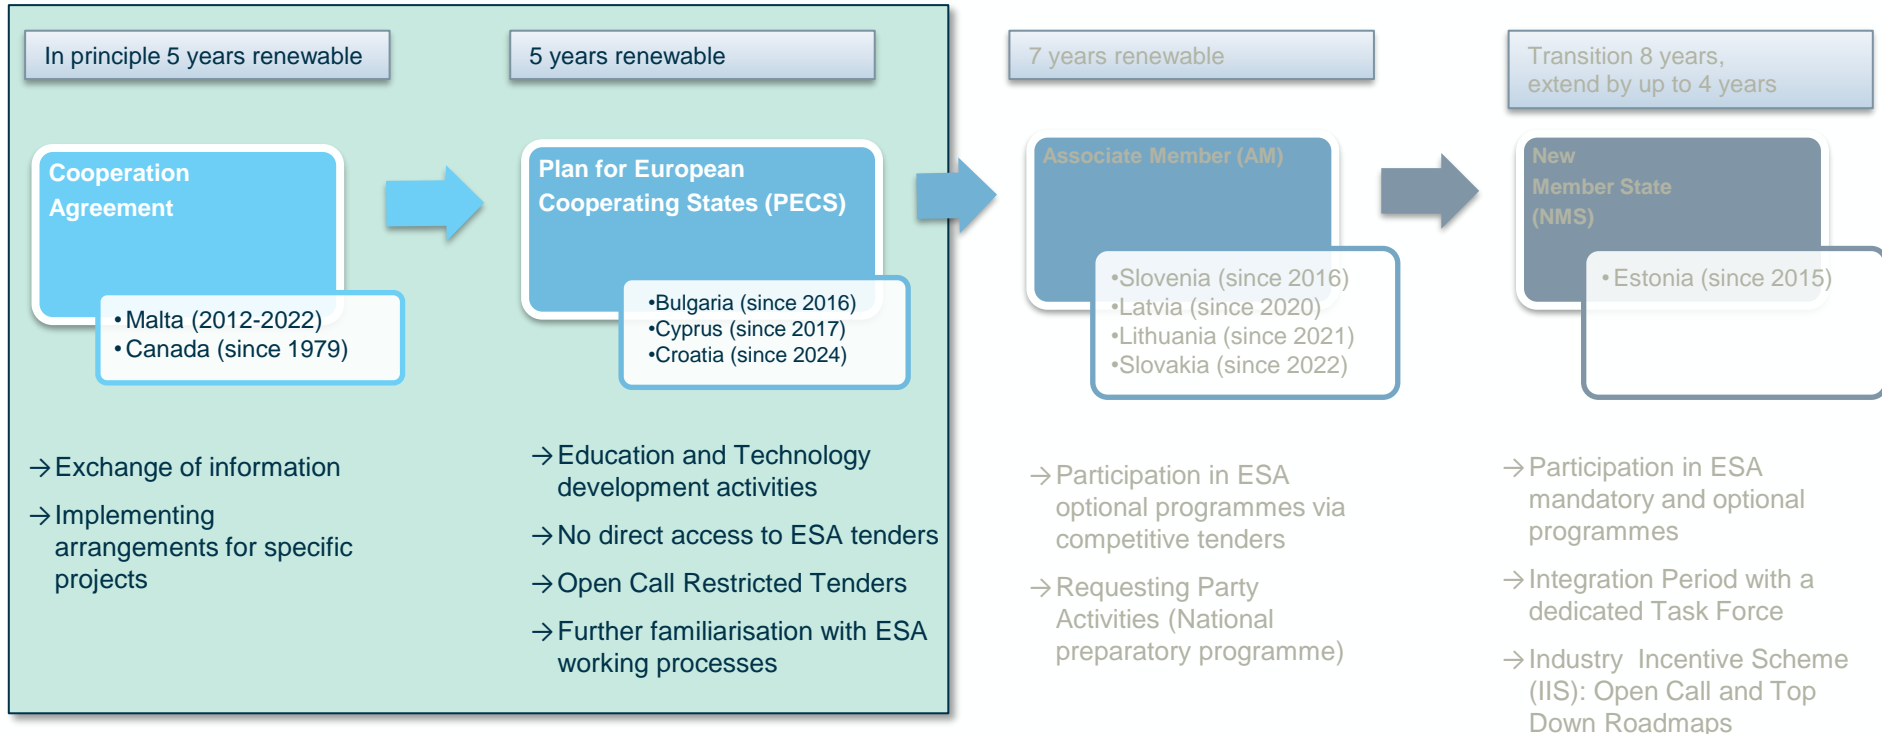 In principle 5 years renewable
Cooperation
Agreement
• Malta (2012-2022)
• Canada (since 1979)
→ Exchange of information
→ Implementing
arrangements for specific
projects
5 years renewable
Plan for European
Cooperating States (PECS)
•Bulgaria (since 2016)
•Cyprus (since 2017)
•Croatia (since 2024)
→ Education and Technology
development activities
→ No direct access to ESA tenders
→ Open Call Restricted Tenders
→ Further familiarisation with ESA
working processes
7 years renewable
Associate Member (AM)
•Slovenia (since 2016)
•Latvia (since 2020)
•Lithuania (since 2021)
•Slovakia (since 2022)
→ Participation in ESA
optional programmes via
competitive tenders
→ Requesting Party
Activities (National
preparatory programme)
Transition 8 years,
extend by up to 4 years
New
Member State
(NMS)
• Estonia (since 2015)
→ Participation in ESA
mandatory and optional
programmes
→ Integration Period with a
dedicated Task Force
→ Industry Incentive Scheme
(IIS): Open Call and Top
Down Roadmaps